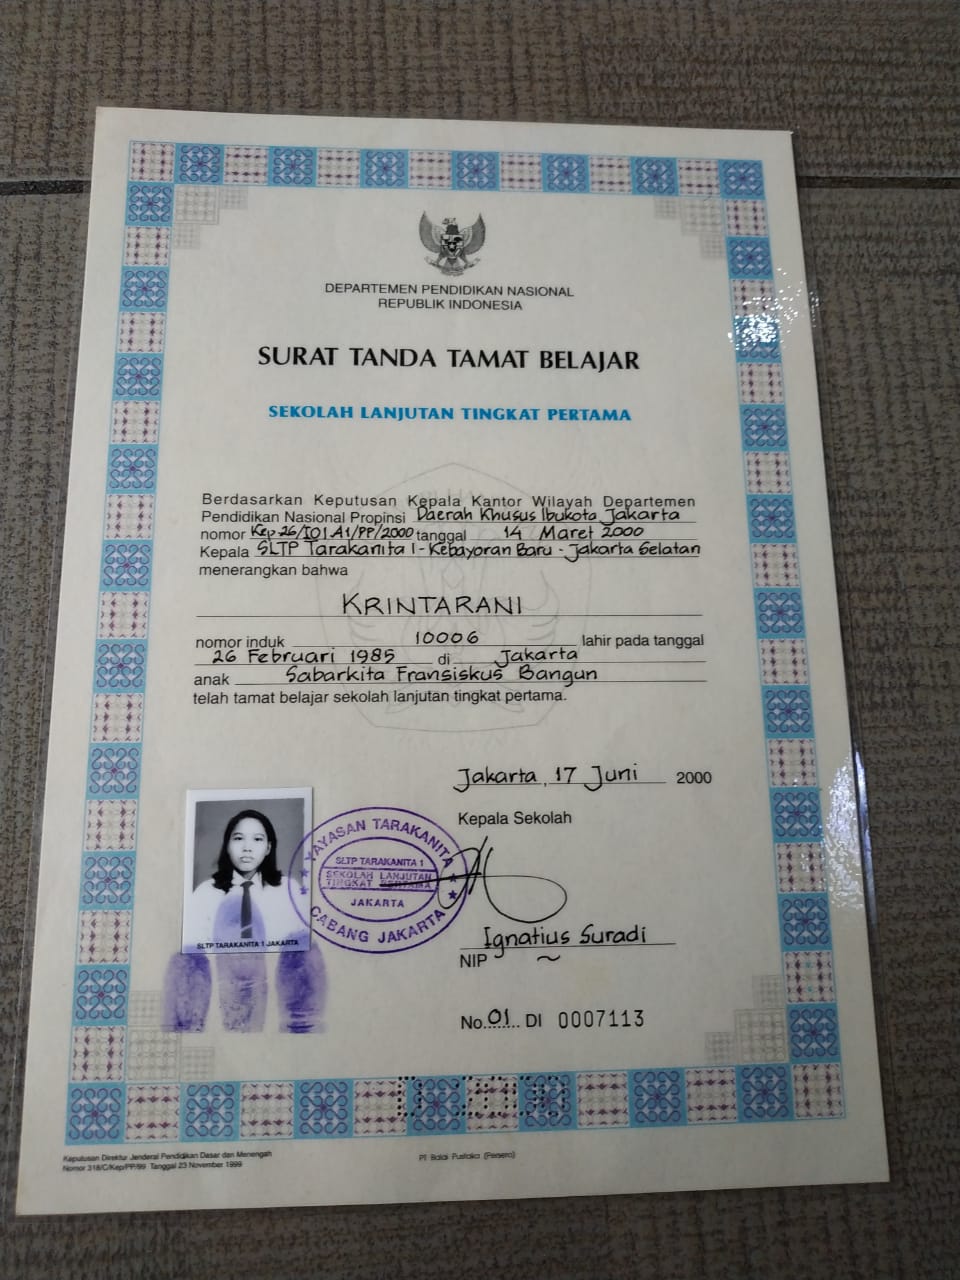 DEPARTEMEN PENDIDIKAN NASIONAL
REPUBLIK INDONESIA
SURAT TANDA TAMAT BELAJAR
SEKOLAH LANJUTAN TINGKAT PERTAMA
Berdasarkan Keputusan Kepala Kantor Wilayah Departemen
Pendidikan Nasional Propinsi Daerah Khusus Ibukota Jakarta
nomor Kep.26/I01.A1/PP/2000 tanggal 14 Maret 2000
Kepala SLTP Tarakanita I - Kebayoran Baru - Jakarta Selatan
menerangkan bahwa
KRINTARANI
nomor induk 10006 lahir pada tanggal
26 Februari 1985 di Jakarta
anak Sabarkita Fransiskus Bangun
telah tamat belajar sekolah lanjutan tingkat pertama.
Jakarta, 17 Juni 2000
Kepala Sekolah
YAYASAN TARAKANITA
SLTP TARAKANITA 1
SEKOLAH LANJUTAN
TINGKAT PERTAMA
JAKARTA
CABANG JAKARTA
SLTP TARAKANITA 1 JAKARTA
Ignatius Suradi
NIP ~
No. 01 DI 0007113
Keputusan Direktur Jenderal Pendidikan Dasar dan Menengah
Nomor 318/C/Kep/PP/99 Tanggal 23 November 1999
PT Balai Pustaka (Persero)